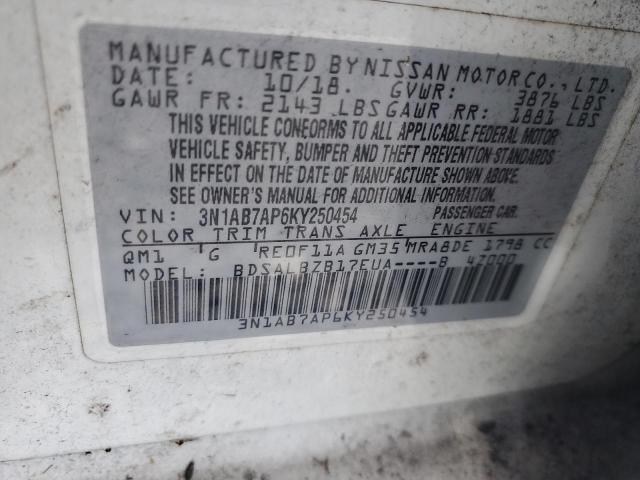 MANUFACTURED BY NISSAN MOTOR CO., LTD.
DATE: 10/18. GVWR: 3876 LBS
GAWR FR: 2143 LBS GAWR RR: 1881 LBS
THIS VEHICLE CONFORMS TO ALL APPLICABLE FEDERAL MOTOR
VEHICLE SAFETY, BUMPER AND THEFT PREVENTION STANDARDS
IN EFFECT ON THE DATE OF MANUFACTURE SHOWN ABOVE.
SEE OWNER'S MANUAL FOR ADDITIONAL INFORMATION.
VIN: 3N1AB7AP6KY250454 PASSENGER CAR.
COLOR TRIM TRANS AXLE ENGINE
QM1 G RE0F11A GM35 MRA8DE 1798 CC
MODEL: BDSALBZB17EUA----B 42000
3N1AB7AP6KY250454